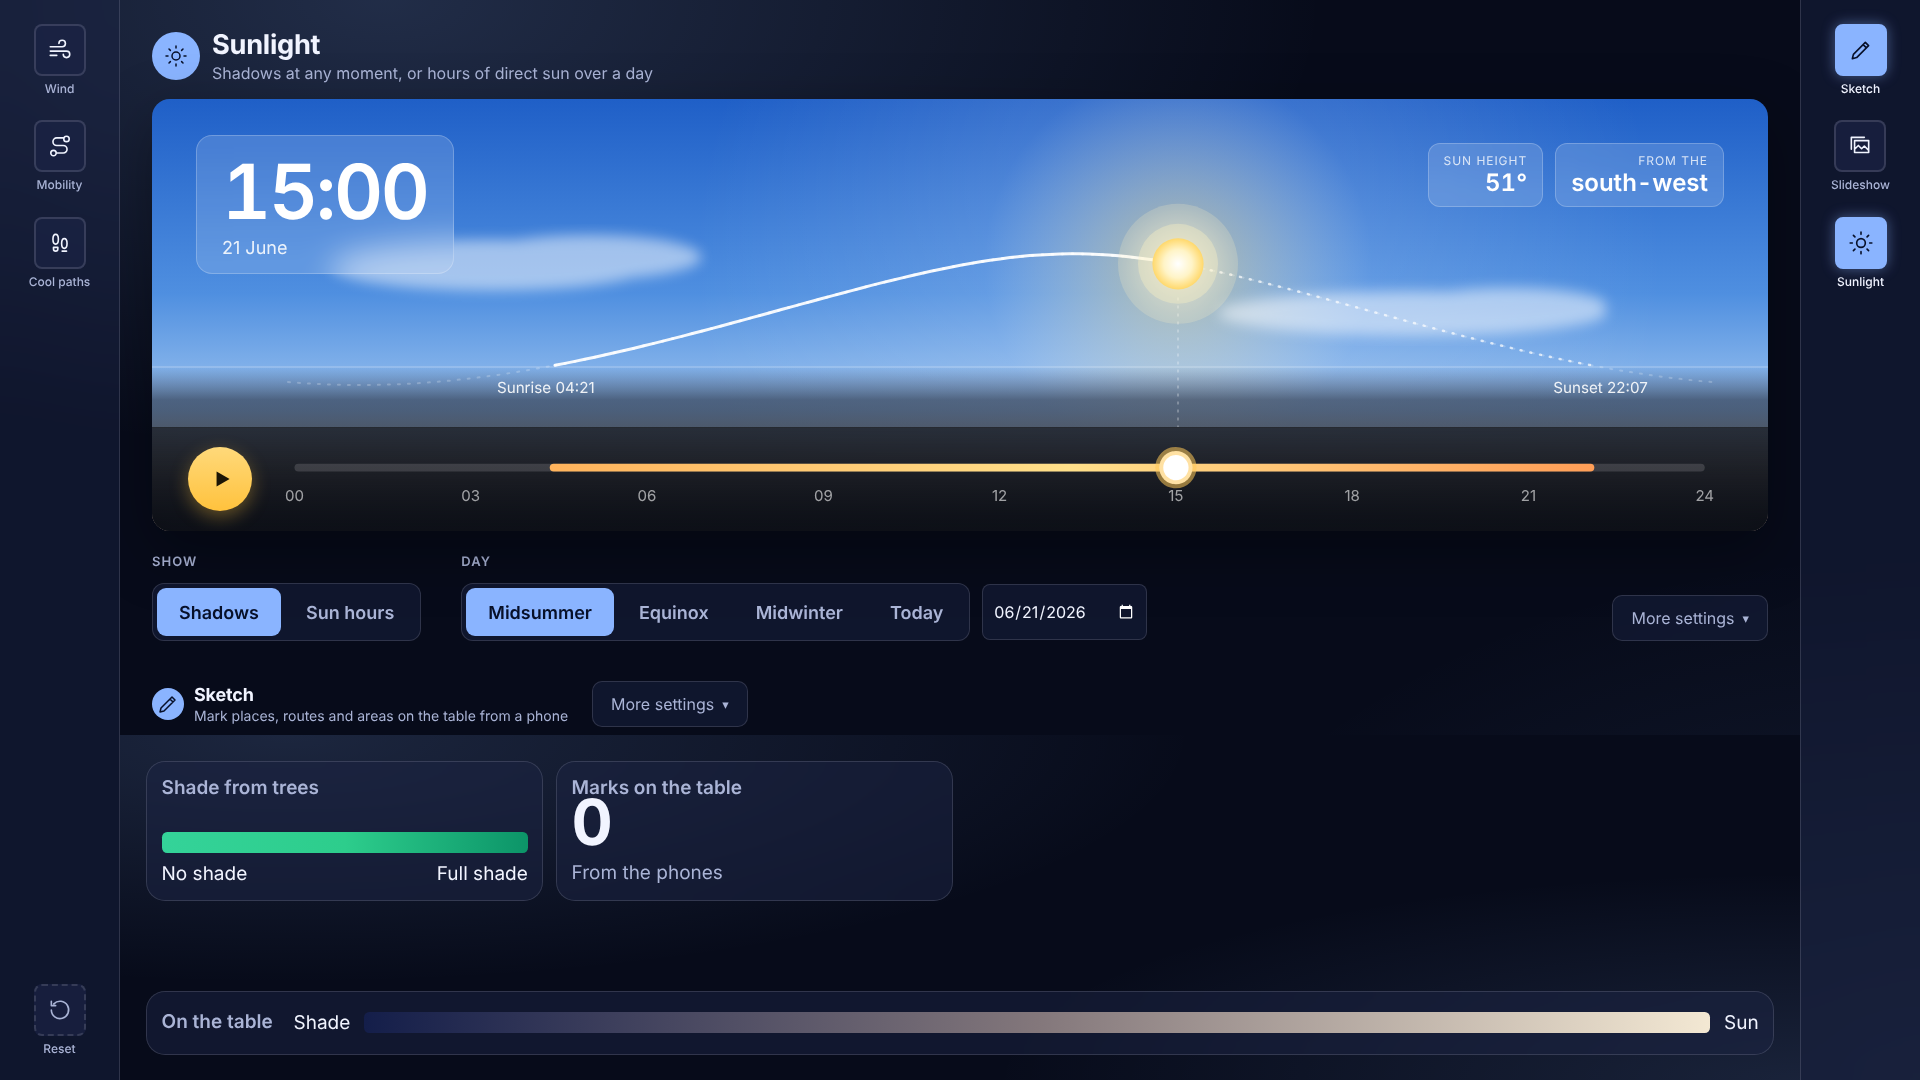 Wind
Mobility
Cool paths
Reset
Sunlight
Shadows at any moment, or hours of direct sun over a day
15:00
21 June
SUN HEIGHT
51°
FROM THE
south-west
Sunrise 04:21
Sunset 22:07
00 03 06 09 12 15 18 21 24
SHOW
Shadows Sun hours
DAY
Midsummer Equinox Midwinter Today 06/21/2026
More settings
Sketch
Mark places, routes and areas on the table from a phone
More settings
Shade from trees
No shade Full shade
Marks on the table
0
From the phones
On the table Shade Sun
Sketch
Slideshow
Sunlight